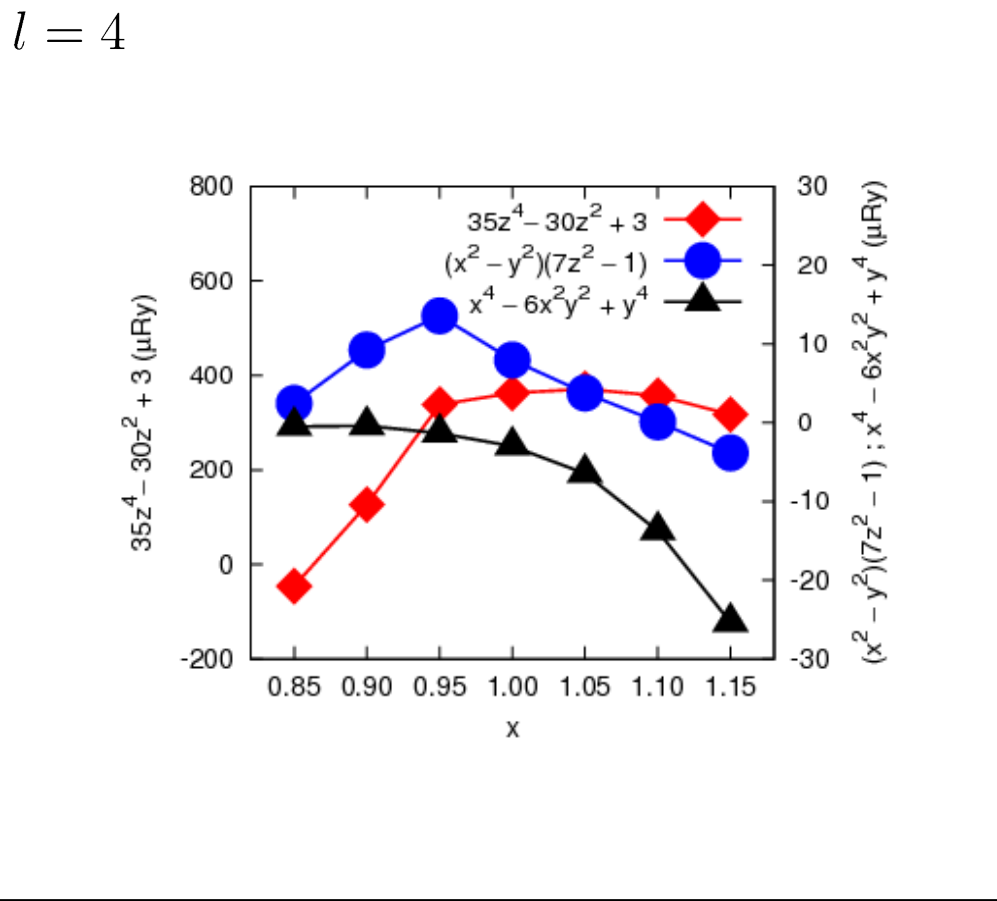 l = 4
800
600
400
200
0
-200
35z⁴ – 30z² + 3 (μRy)
35z⁴ – 30z² + 3
(x² – y²)(7z² – 1)
x⁴ – 6x²y² + y⁴
30
20
10
0
-10
-20
-30
(x² – y²)(7z² – 1) ; x⁴ – 6x²y² + y⁴ (μRy)
0.85 0.90 0.95 1.00 1.05 1.10 1.15
x